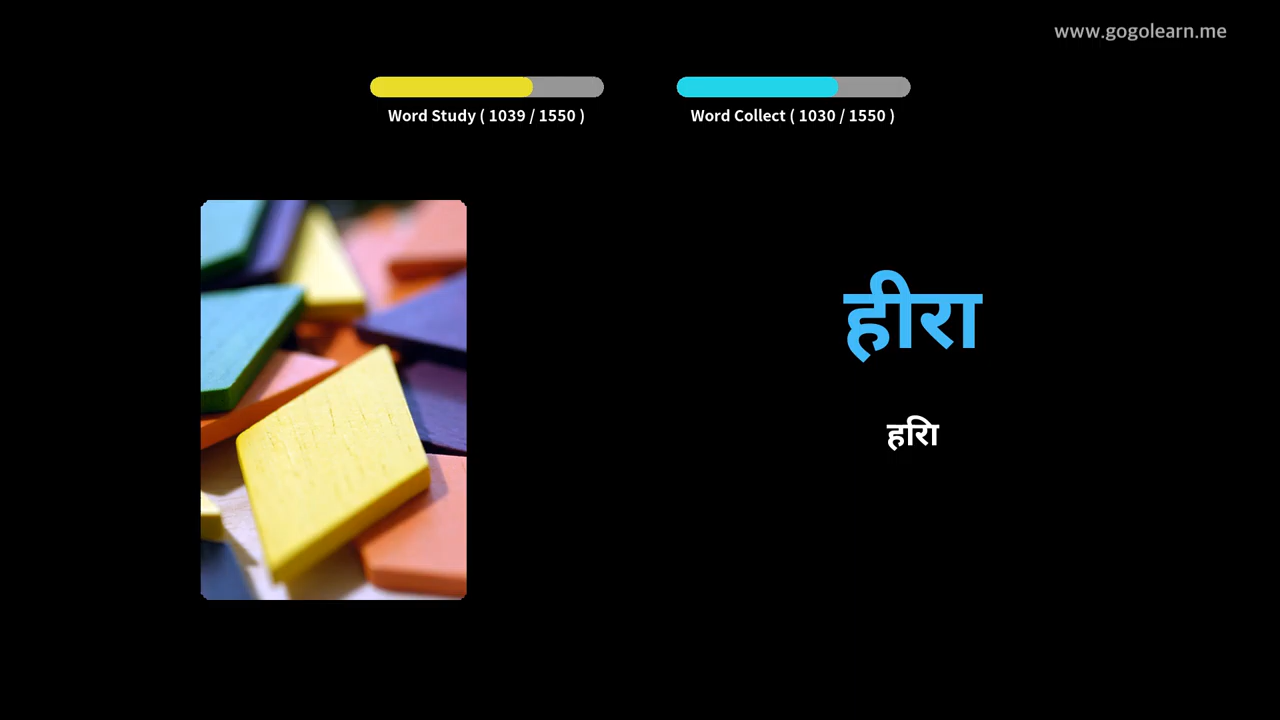 www.gogolearn.me
Word Study ( 1039 / 1550 )
Word Collect ( 1030 / 1550 )
हीरा
हरिा